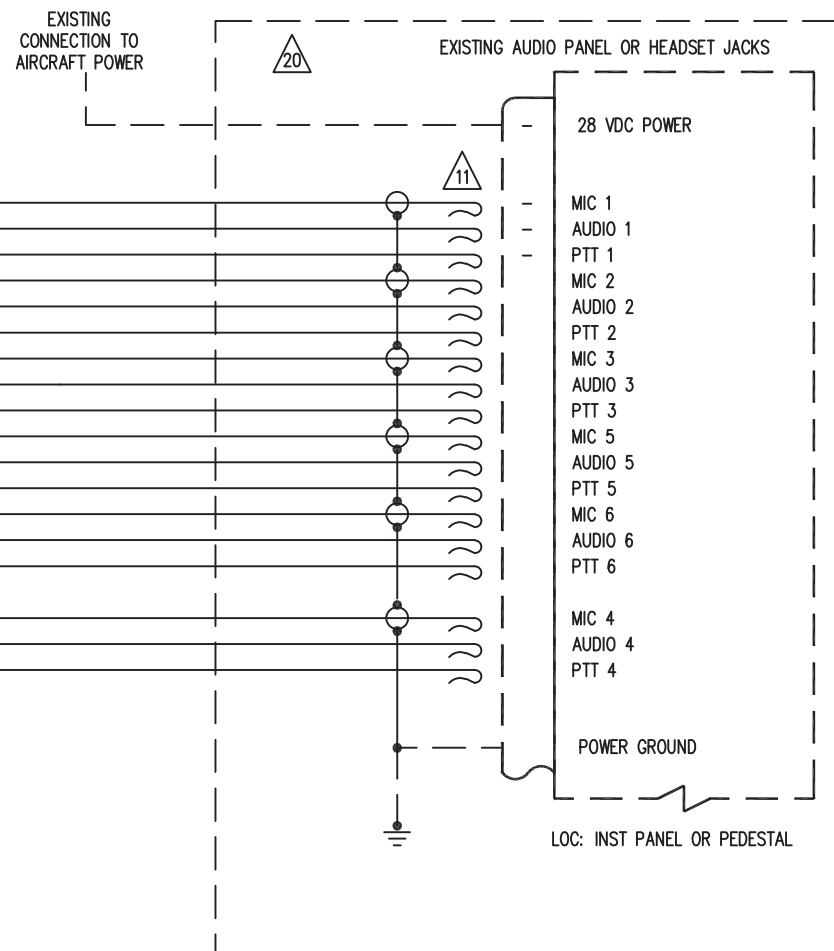 EXISTING
CONNECTION TO
AIRCRAFT POWER
20
EXISTING AUDIO PANEL OR HEADSET JACKS
- 28 VDC POWER
11
- MIC 1
- AUDIO 1
- PTT 1
MIC 2
AUDIO 2
PTT 2
MIC 3
AUDIO 3
PTT 3
MIC 5
AUDIO 5
PTT 5
MIC 6
AUDIO 6
PTT 6
MIC 4
AUDIO 4
PTT 4
POWER GROUND
LOC: INST PANEL OR PEDESTAL